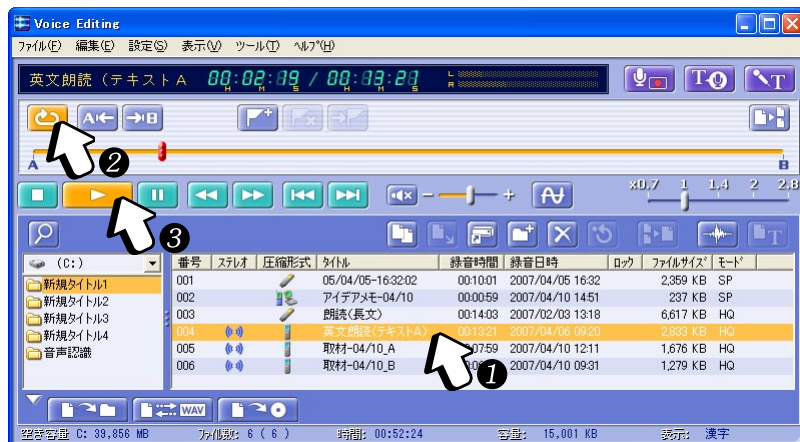 Voice Editing
ファイル(F) 編集(E) 設定(S) 表示(V) ツール(T) ヘルプ(H)
英文朗読(テキストA 00:02:19 / 00:13:21 L R
H M S H M S
T T
A← →B
❷
A B
❸
x0.7 1 1.4 2 2.8
(C:)
番号 ステレオ 圧縮形式 タイトル 録音時間 録音日時 ロック ファイルサイズ モード
新規タイトル1
新規タイトル2
新規タイトル3
新規タイトル4
音声認識
001 05/04/05-16:32:02 00:10:01 2007/04/05 16:32 2,359 KB SP
002 アイデアメモ-04/10 00:00:59 2007/04/10 14:51 237 KB SP
003 朗読(長文) 00:14:03 2007/02/03 13:18 6,617 KB HQ
004 英文朗読(テキストA) 00:13:21 2007/04/06 09:20 2,833 KB HQ
005 取材-04/10_A 07:59 2007/04/10 12:11 1,676 KB HQ
006 取材-04/10_B 2007/04/10 09:31 1,279 KB HQ
❶
WAV
空き容量 C: 39,856 MB ファイル数: 6 ( 6 ) 時間: 00:52:24 容量: 15,001 KB 表示: 漢字